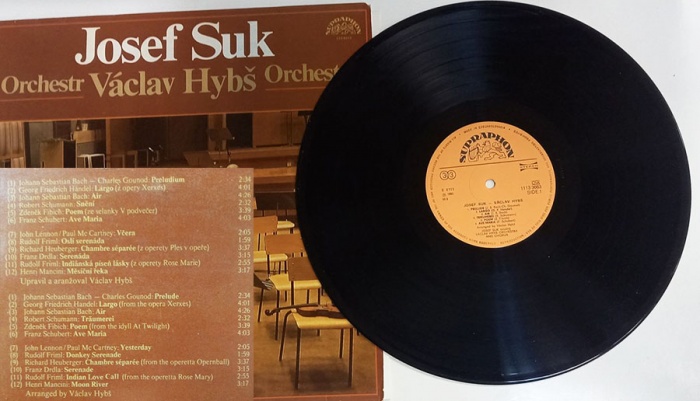 Josef Suk
Orchestr Václav Hybš Orchest
SUPRAPHON
(1) Johann Sebastian Bach – Charles Gounod: Preludium 2:34
(2) Georg Friedrich Händel: Largo (z opery Xerxes) 4:01
(3) Johann Sebastian Bach: Air 4:26
(4) Robert Schumann: Snění 2:32
(5) Zdeněk Fibich: Poem (ze selanky V podvečer) 3:39
(6) Franz Schubert: Ave Maria 4:03
(7) John Lennon/Paul Mc Cartney: Včera 2:05
(8) Rudolf Friml: Oslí serenáda 1:59
(9) Richard Heuberger: Chambre séparée (z operety Ples v opeře) 3:38
(10) Franz Drdla: Serenáda 3:15
(11) Rudolf Friml: Indiánská píseň lásky (z operety Rose Marie) 2:55
(12) Henri Mancini: Měsíční řeka 3:17
Upravil a aranžoval Václav Hybš
(1) Johann Sebastian Bach – Charles Gounod: Prelude 2:34
(2) Georg Friedrich Händel: Largo (from the opera Xerxes) 4:01
(3) Johann Sebastian Bach: Air 4:26
(4) Robert Schumann: Träumerei 2:32
(5) Zdeněk Fibich: Poem (from the idyll At Twilight) 3:39
(6) Franz Schubert: Ave Maria 4:03
(7) John Lennon/Paul Mc Cartney: Yesterday 2:05
(8) Rudolf Friml: Donkey Serenade 1:59
(9) Richard Heuberger: Chambre séparée (from the operetta Opernball) 3:38
(10) Franz Drdla: Serenade 3:15
(11) Rudolf Friml: Indian Love Call (from the operetta Rose Mary) 2:55
(12) Henri Mancini: Moon River 3:17
Arranged by Václav Hybš
SUPRAPHON
33
SIDE 1
JOSEF SUK – VÁCLAV HYBŠ